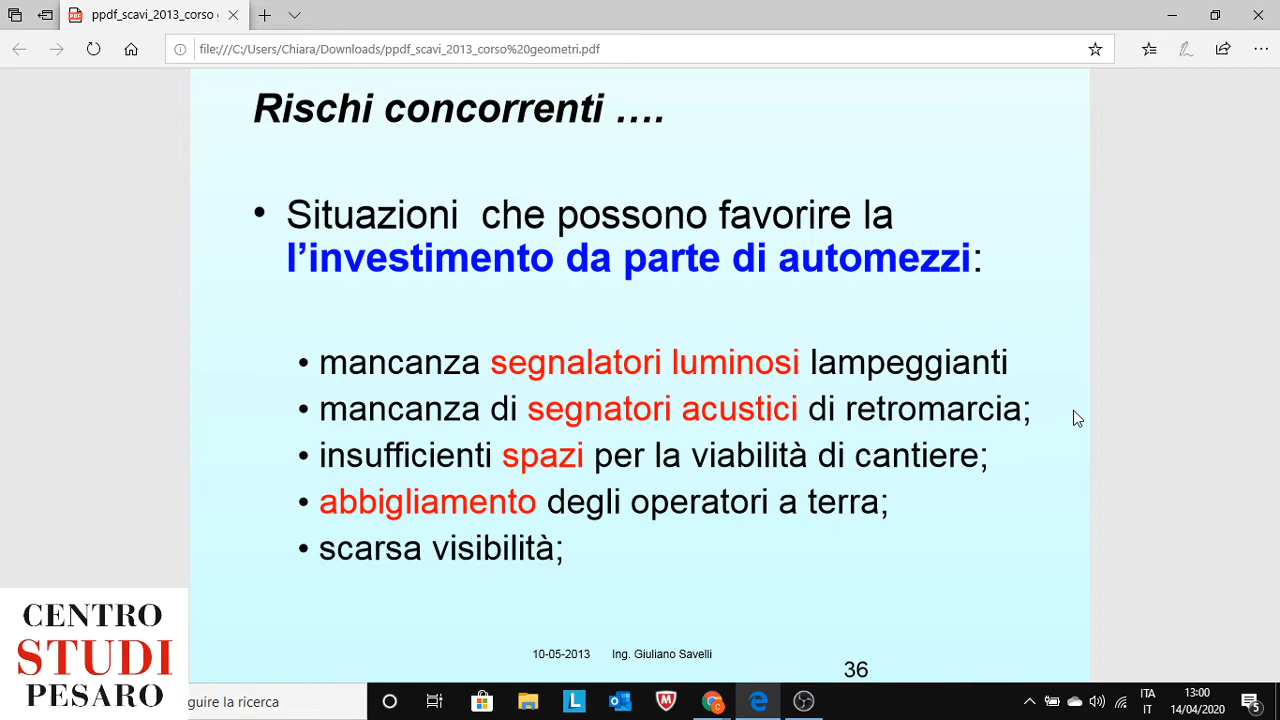 ppdf_scavi_2013_corso
file:///C:/Users/Chiara/Downloads/ppdf_scavi_2013_corso%20geometri.pdf
Rischi concorrenti ….
• Situazioni che possono favorire la
l’investimento da parte di automezzi:
• mancanza segnalatori luminosi lampeggianti
• mancanza di segnatori acustici di retromarcia;
• insufficienti spazi per la viabilità di cantiere;
• abbigliamento degli operatori a terra;
• scarsa visibilità;
10-05-2013 Ing. Giuliano Savelli
36
CENTRO
STUDI
PESARO
guire la ricerca
ITA
IT
13:00
14/04/2020
5